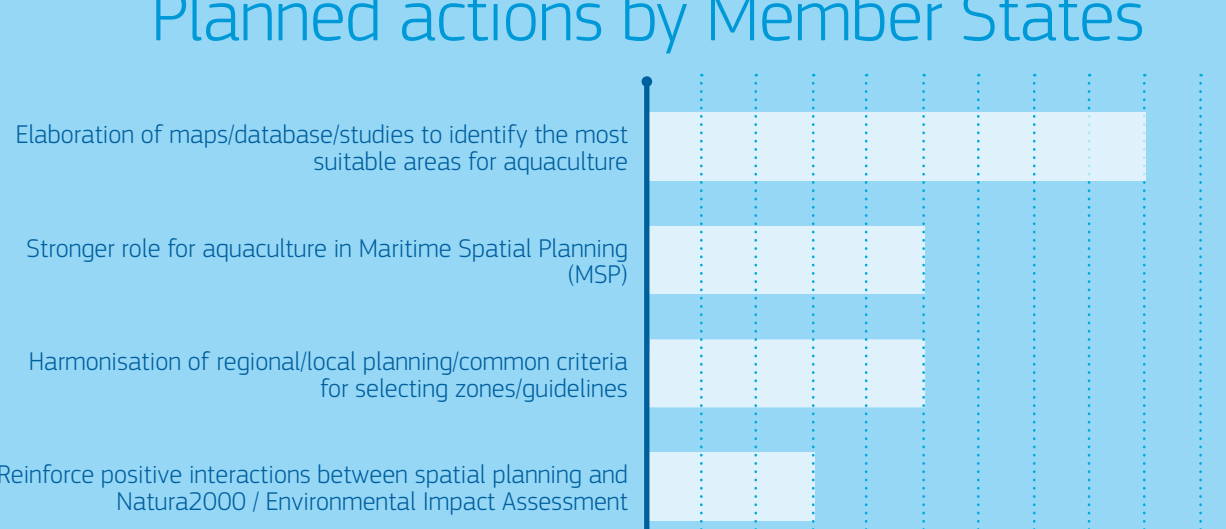 Planned actions by Member States
Elaboration of maps/database/studies to identify the most
suitable areas for aquaculture
Stronger role for aquaculture in Maritime Spatial Planning
(MSP)
Harmonisation of regional/local planning/common criteria
for selecting zones/guidelines
Reinforce positive interactions between spatial planning and
Natura2000 / Environmental Impact Assessment